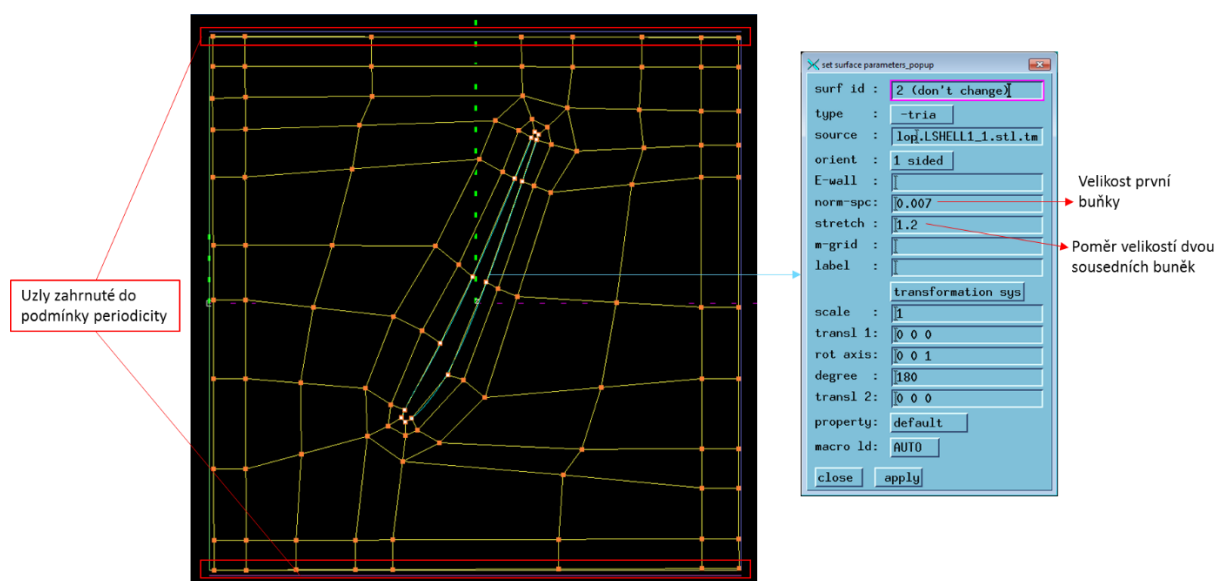 Uzly zahrnuté do
podmínky periodicity
set surface parameters_popup
surf id : 2 (don't change)
type : -tria
source : lop.LSHELL1_1.stl.tm
orient : 1 sided
E-wall :
norm-spc: 0.007
stretch : 1.2
m-grid :
label :
transformation sys
scale : 1
transl 1: 0 0 0
rot axis: 0 0 1
degree : 180
transl 2: 0 0 0
property: default
macro ld: AUTO
close apply
Velikost první
buňky
Poměr velikostí dvou
sousedních buněk